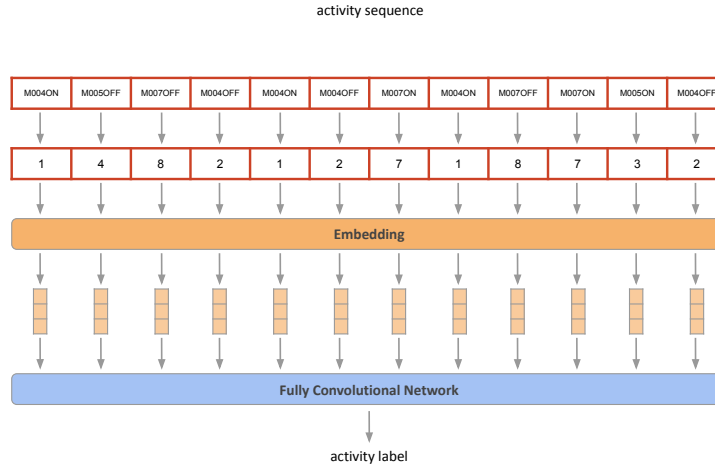 activity sequence
M004ON M005OFF M007OFF M004OFF M004ON M004OFF M007ON M004ON M007OFF M007ON M005ON M004OFF
1 4 8 2 1 2 7 1 8 7 3 2
Embedding
Fully Convolutional Network
activity label